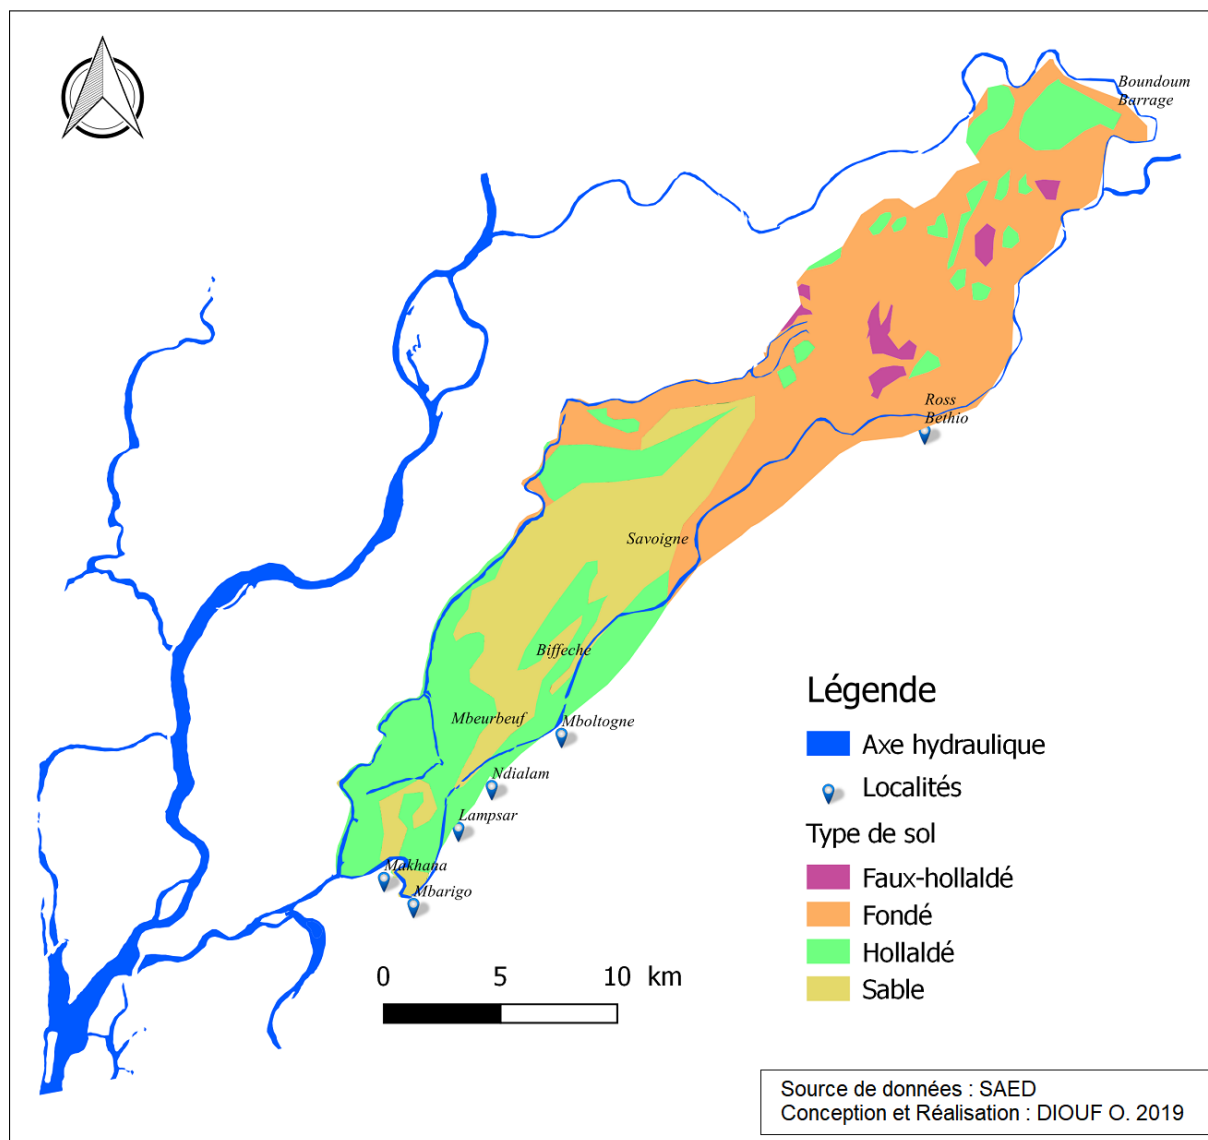 Boundoum
Barrage
Ross
Béthio
Savoigne
Biffeche
Mbeurbeuf
Mboltogne
Ndialam
Lampsar
Makhana
Mbarigo
Légende
Axe hydraulique
Localités
Type de sol
Faux-hollaldé
Fondé
Hollaldé
Sable
0 5 10 km
Source de données : SAED
Conception et Réalisation : DIOUF O. 2019